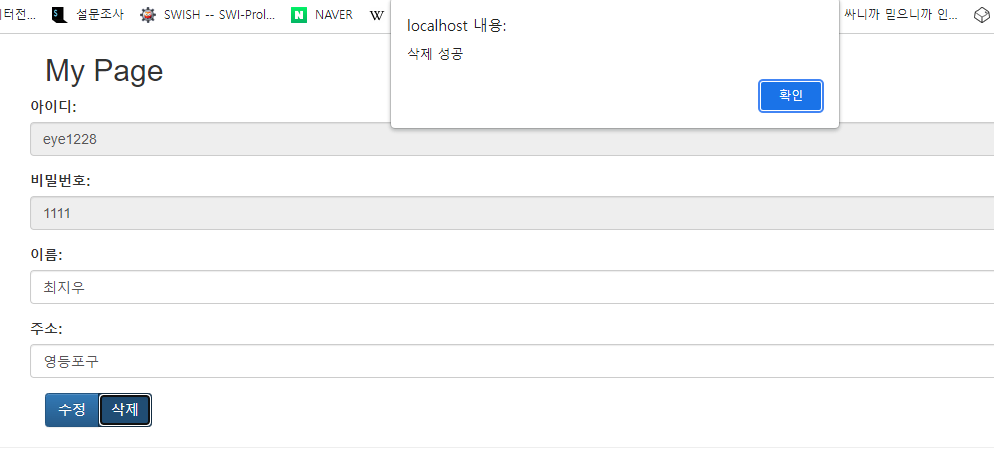 터전...
설문조사
SWISH -- SWI-Prol...
NAVER
W
싸니까 믿으니까 인...
localhost 내용:
삭제 성공
확인
My Page
아이디:
eye1228
비밀번호:
1111
이름:
최지우
주소:
영등포구
수정
삭제